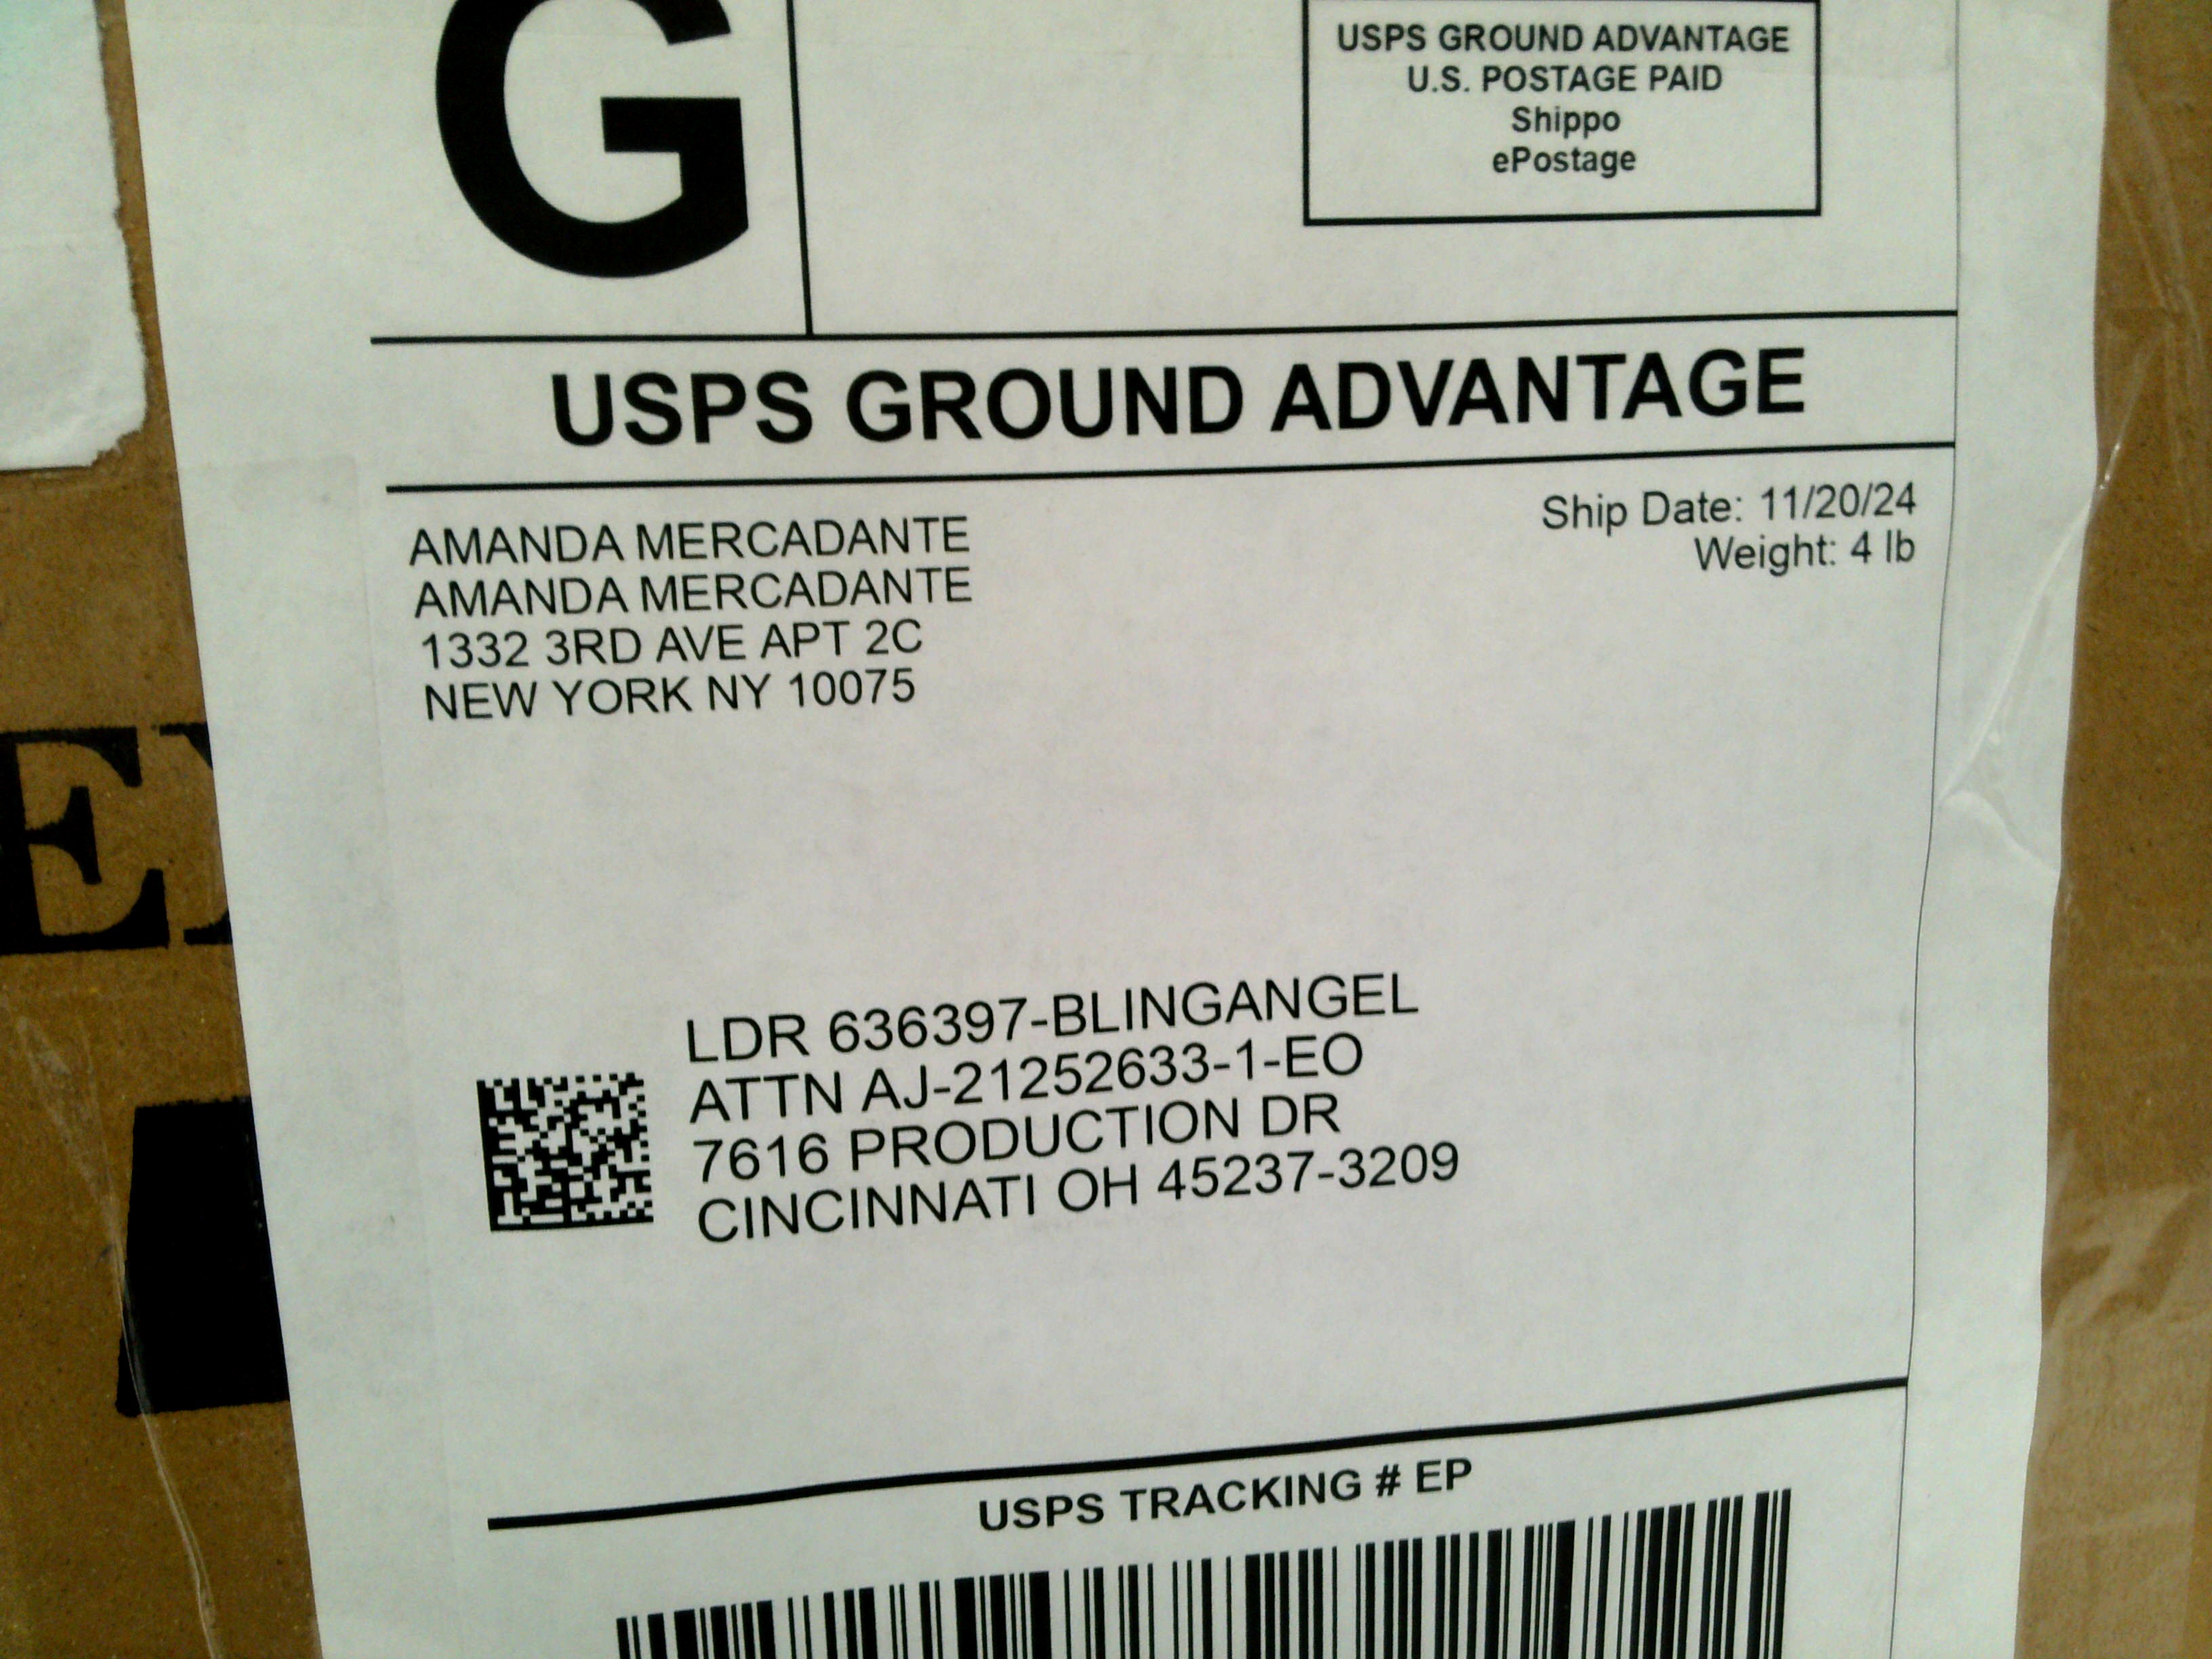 G
USPS GROUND ADVANTAGE
U.S. POSTAGE PAID
Shippo
ePostage
USPS GROUND ADVANTAGE
AMANDA MERCADANTE
AMANDA MERCADANTE
1332 3RD AVE APT 2C
NEW YORK NY 10075
Ship Date: 11/20/24
Weight: 4 lb
LDR 636397-BLINGANGEL
ATTN AJ-21252633-1-EO
7616 PRODUCTION DR
CINCINNATI OH 45237-3209
USPS TRACKING # EP